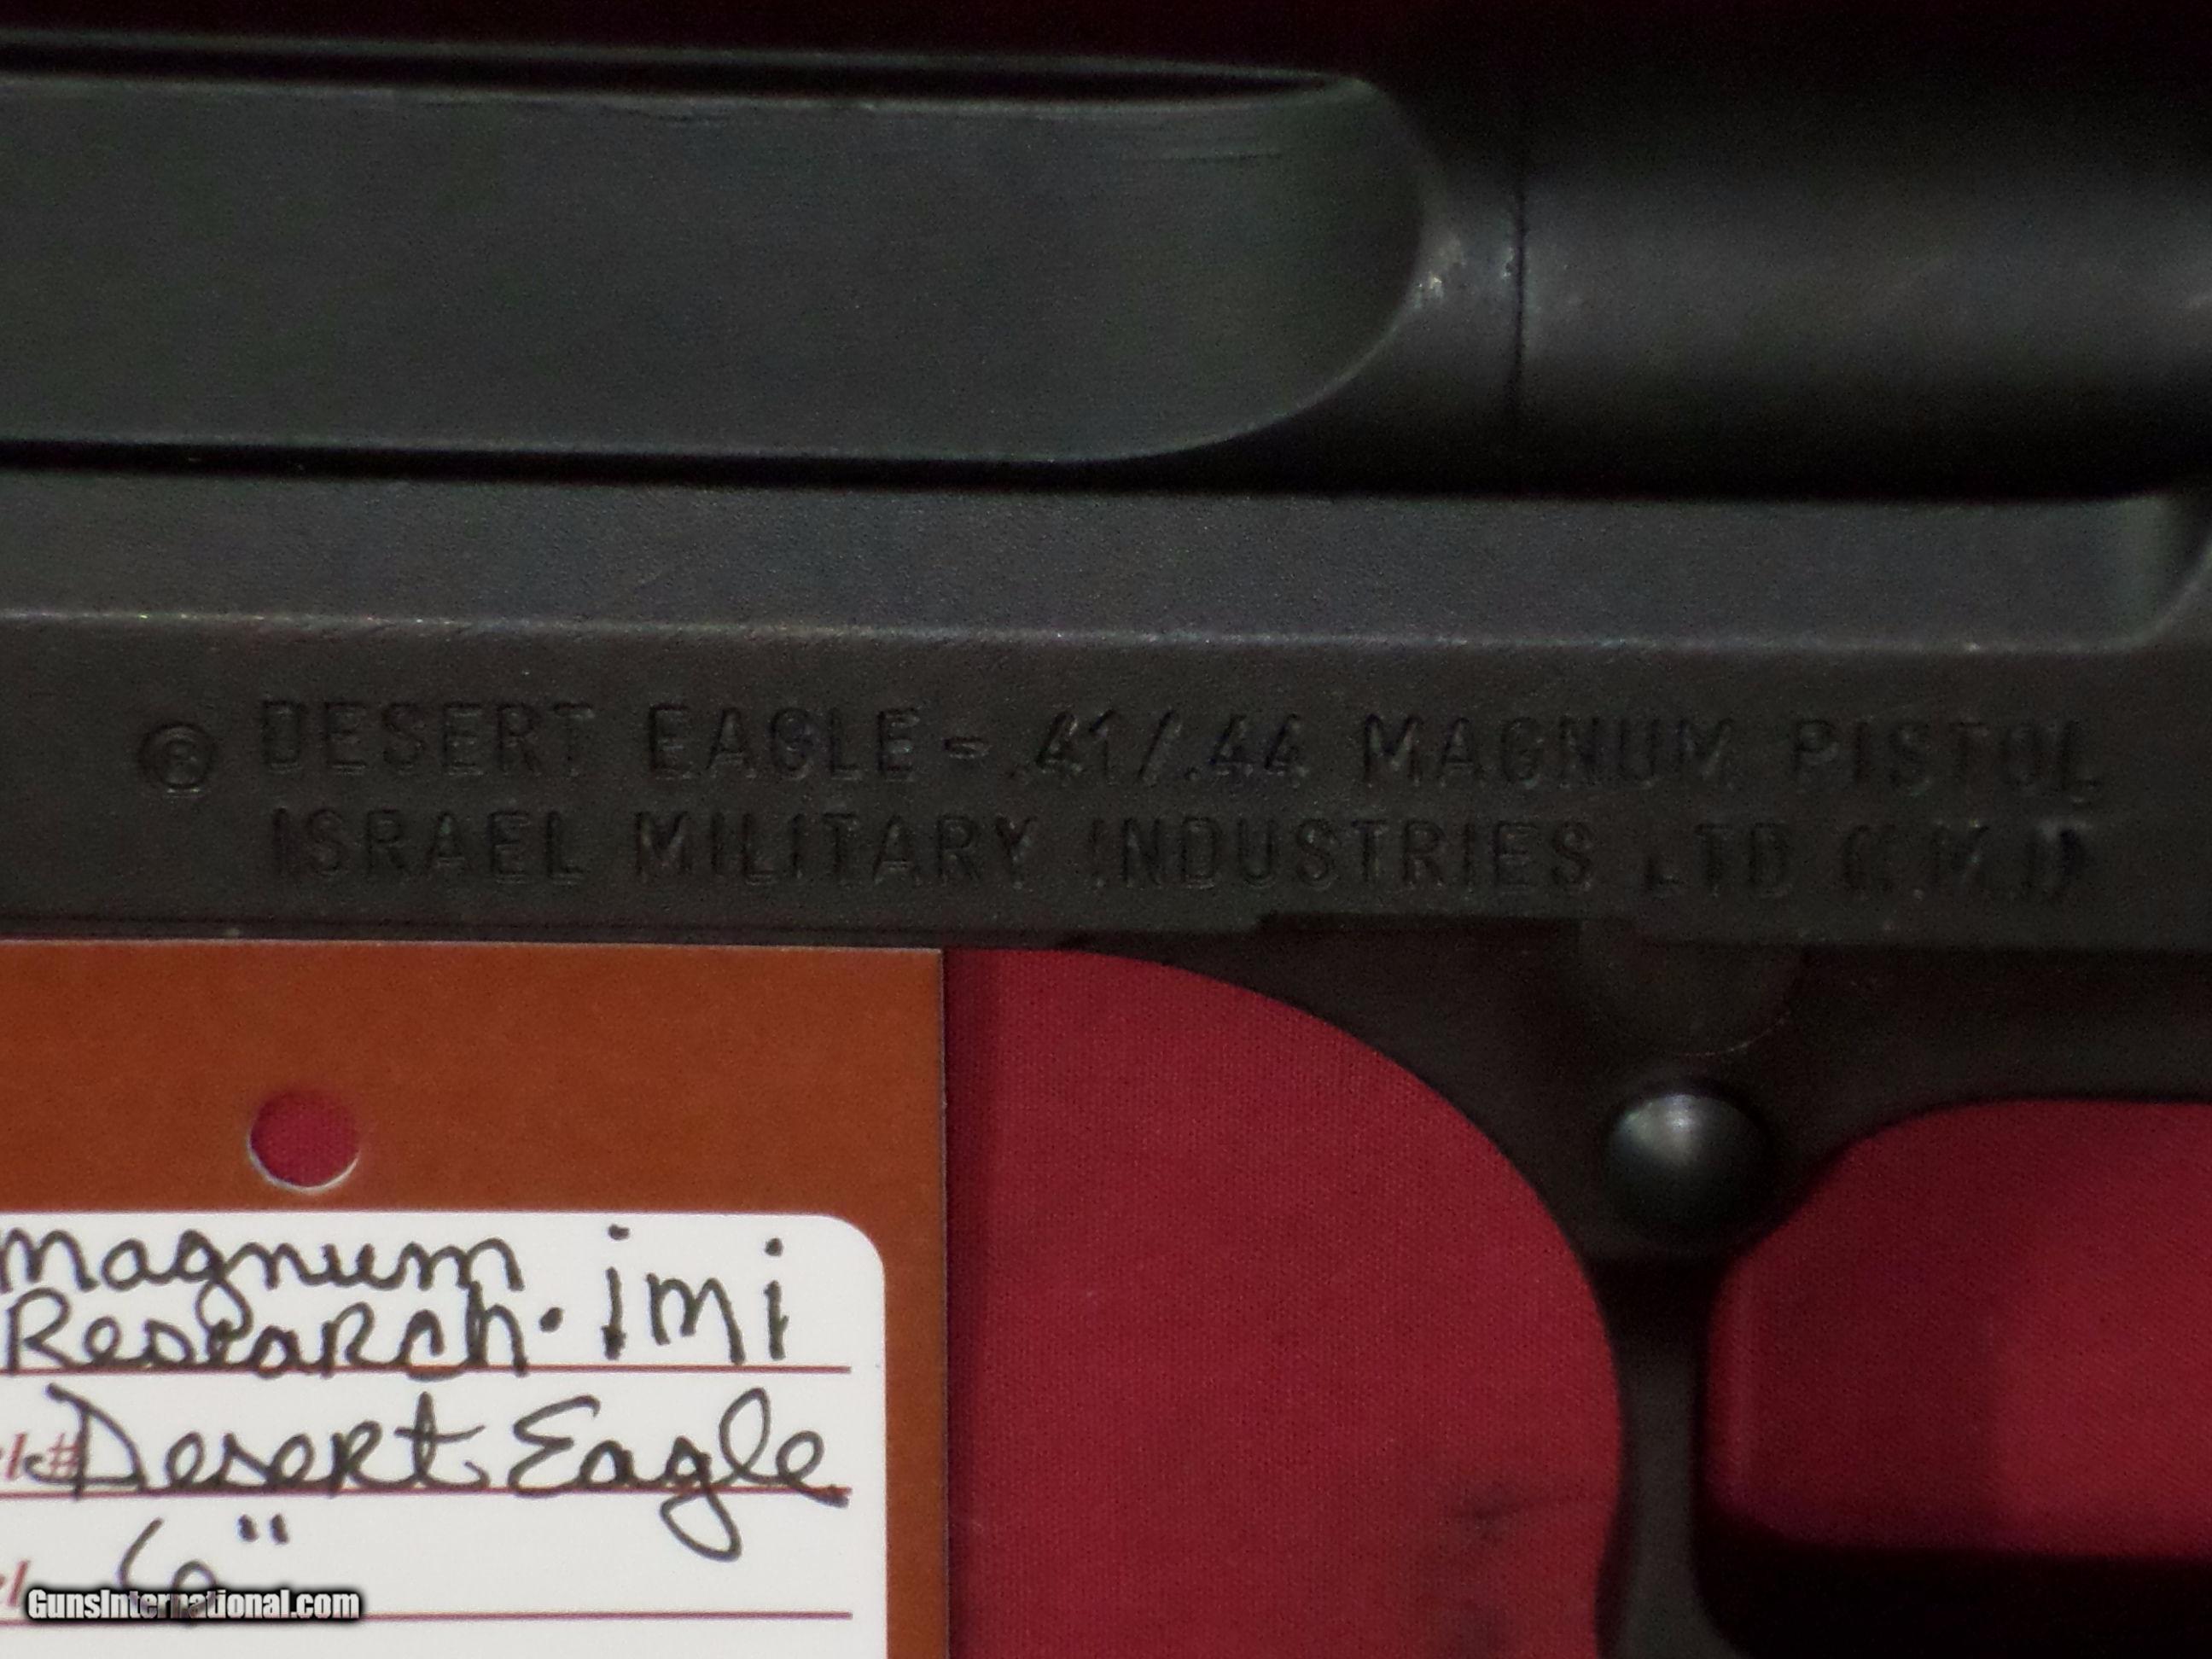 ® DESERT EAGLE - .41/.44 MAGNUM PISTOL
ISRAEL MILITARY INDUSTRIES LTD (I.M.I)
Magnum
Research · imi
Desert Eagle
6"
GunsInternational.com